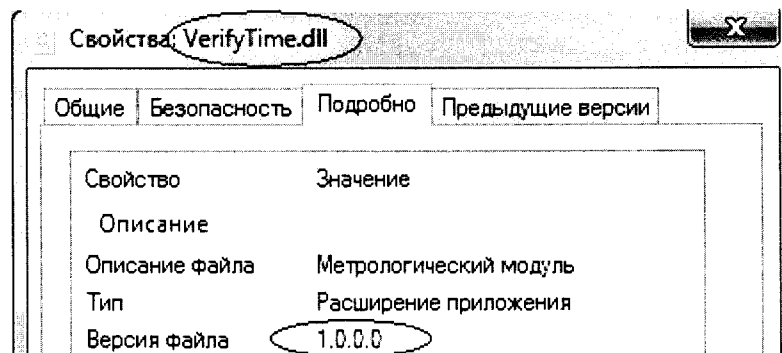 Свойства: VerifyTime.dll
Общие Безопасность Подробно Предыдущие версии
Свойство Значение
Описание
Описание файла Метрологический модуль
Тип Расширение приложения
Версия файла 1.0.0.0